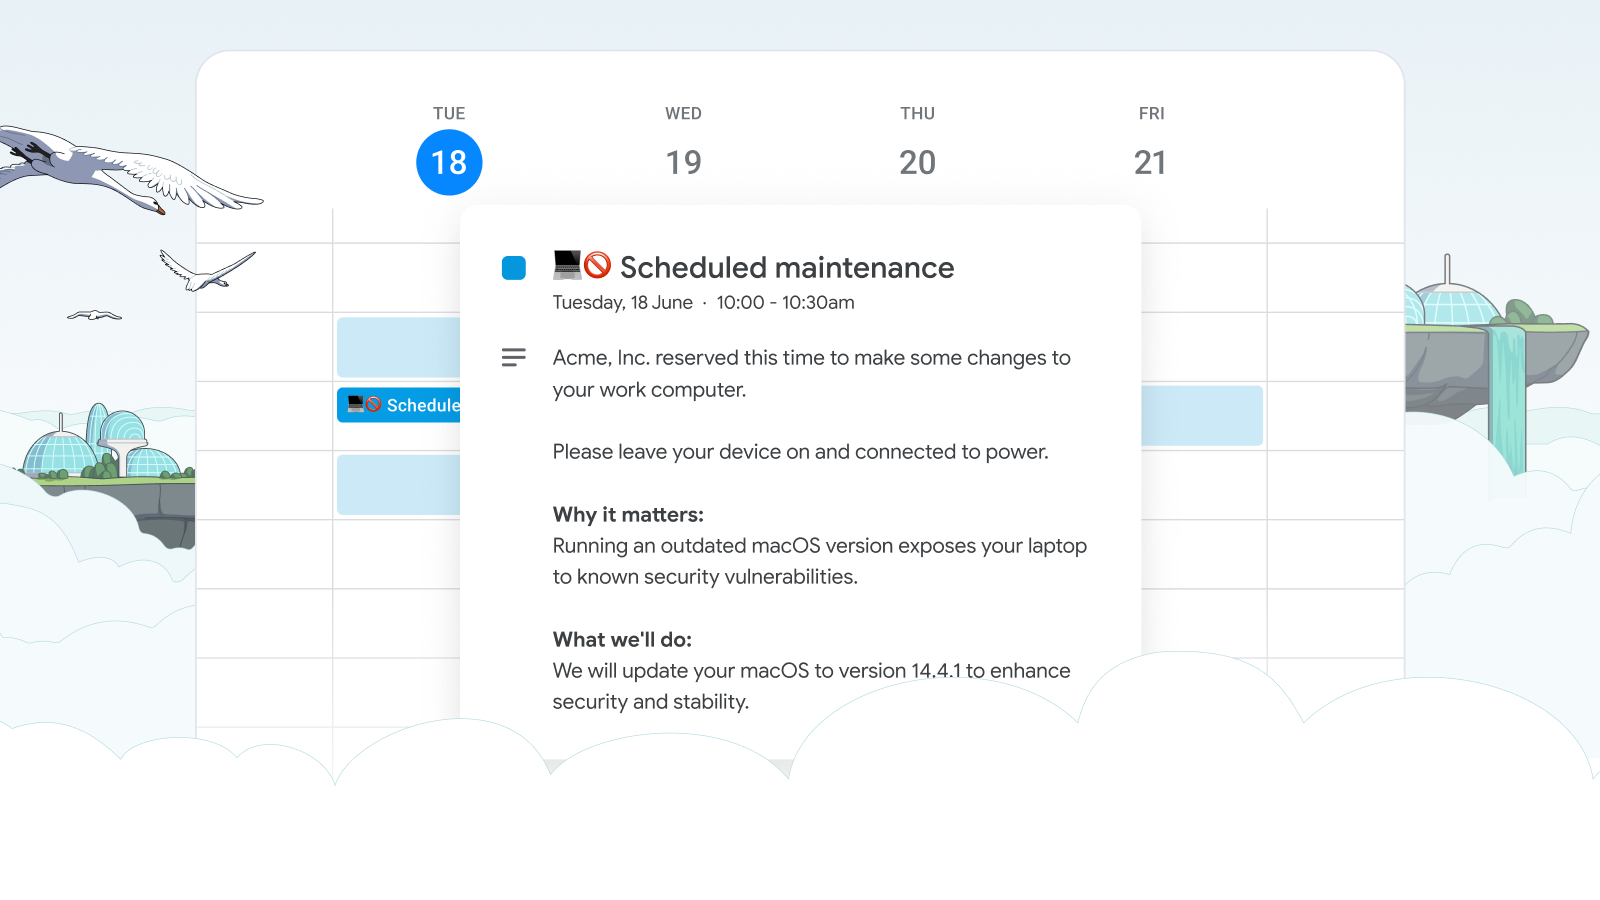 TUE WED THU FRI
18 19 20 21
💻🚫 Scheduled maintenance
Tuesday, 18 June · 10:00 - 10:30am
Acme, Inc. reserved this time to make some changes to
your work computer.
Please leave your device on and connected to power.
💻🚫 Schedule
Why it matters:
Running an outdated macOS version exposes your laptop
to known security vulnerabilities.
What we'll do:
We will update your macOS to version 14.4.1 to enhance
security and stability.